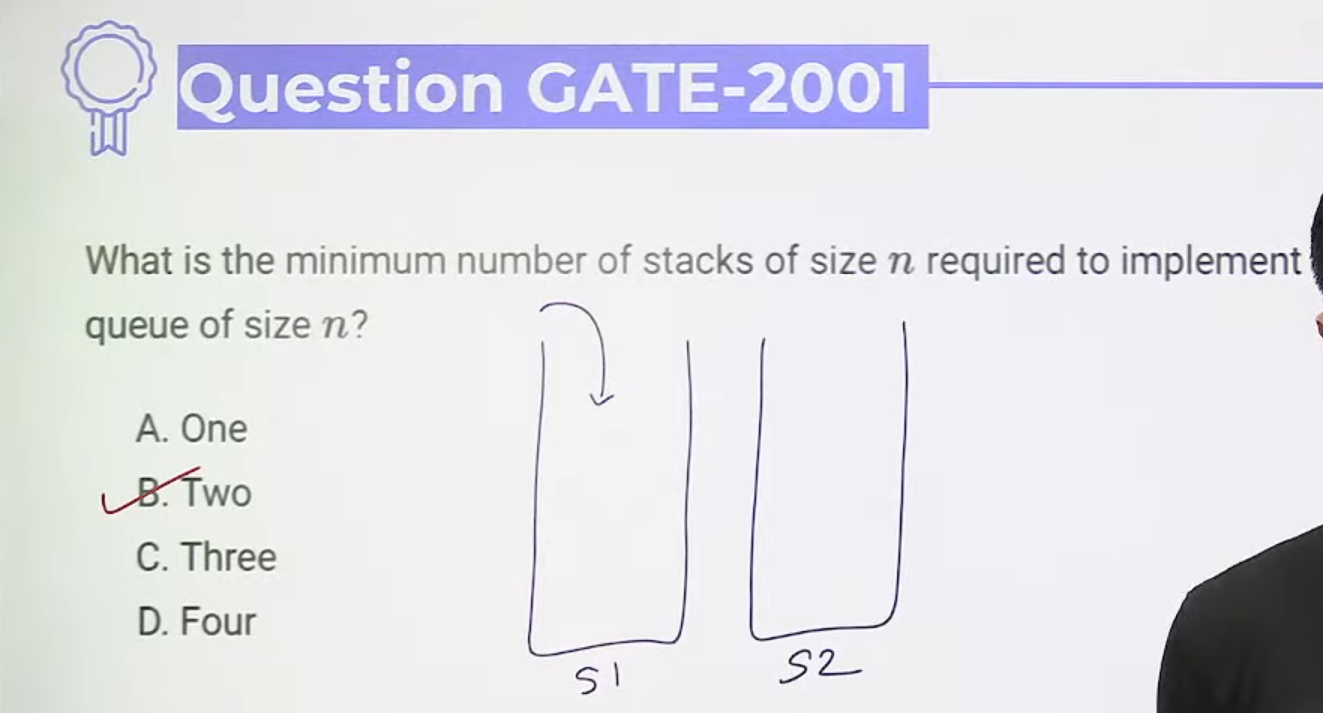 Question GATE-2001
What is the minimum number of stacks of size n required to implement
queue of size n?
A. One
B. Two
C. Three
D. Four
S1
S2